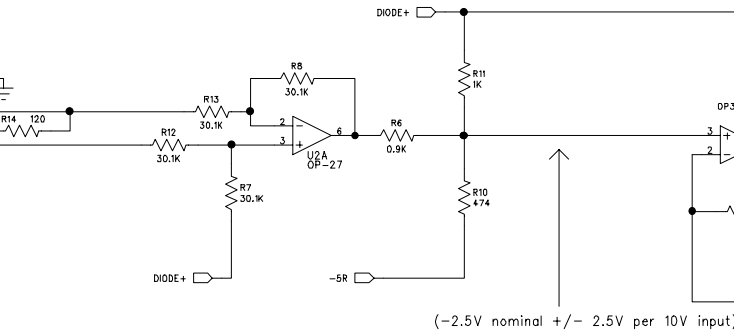 DIODE+
R11
1K
R8
30.1K
R13
30.1K
R14 120
OP3
2
3
6
U2A
OP-27
R6
0.9K
3
2
R12
30.1K
R7
30.1K
R10
474
DIODE+
-5R
(-2.5V nominal +/- 2.5V per 10V input)